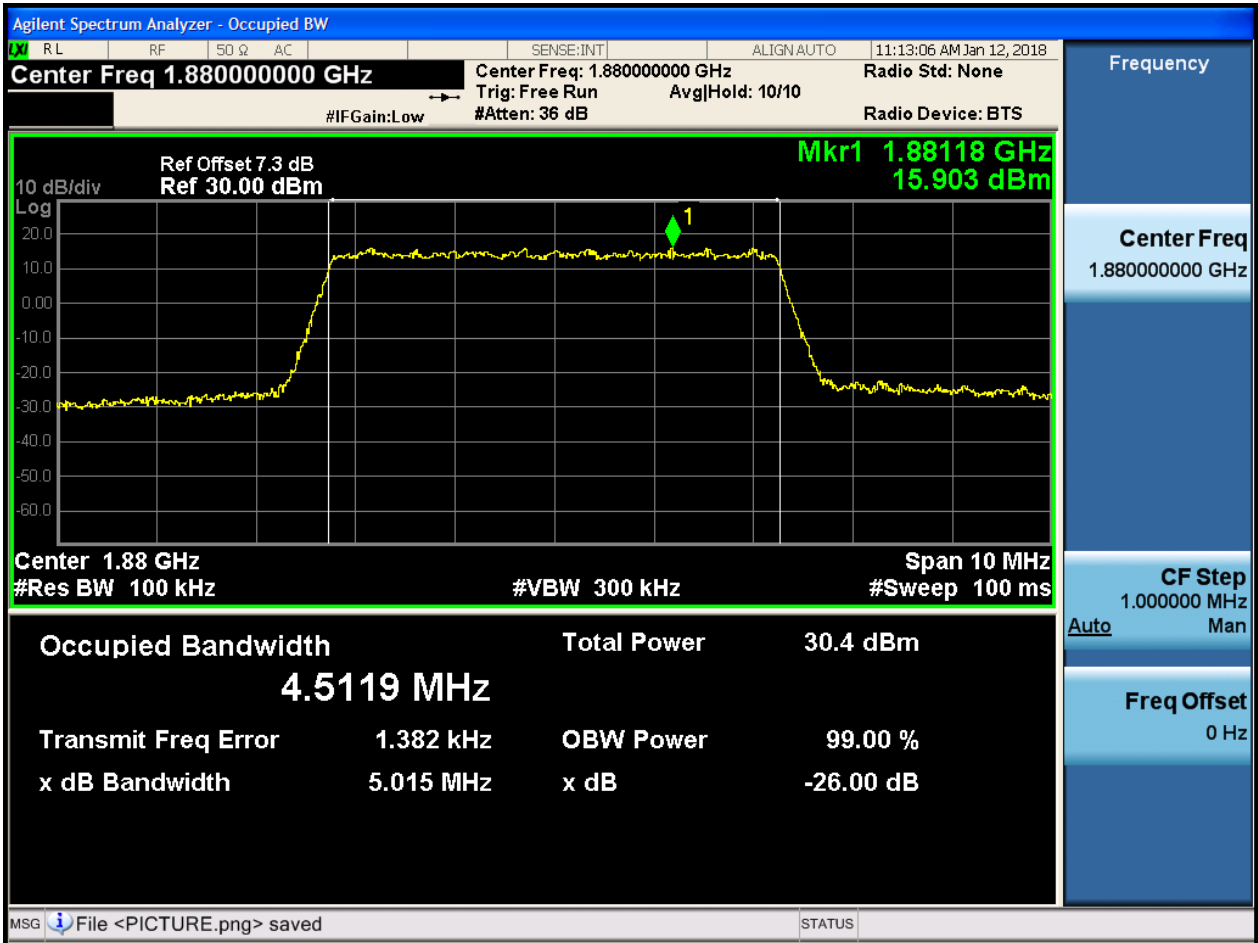 Agilent Spectrum Analyzer - Occupied BW
LXI RL RF 50 Ω AC SENSE:INT ALIGN AUTO 11:13:06 AM Jan 12, 2018
Center Freq 1.880000000 GHz
Center Freq: 1.880000000 GHz
Radio Std: None
Trig: Free Run Avg|Hold: 10/10
#IFGain:Low
#Atten: 36 dB
Radio Device: BTS
Mkr1 1.88118 GHz
15.903 dBm
Ref Offset 7.3 dB
10 dB/div Ref 30.00 dBm
Log
1
20.0
10.0
0.00
-10.0
-20.0
-30.0
-40.0
-50.0
-60.0
Center 1.88 GHz Span 10 MHz
#Res BW 100 kHz #VBW 300 kHz #Sweep 100 ms
Occupied Bandwidth Total Power 30.4 dBm
4.5119 MHz
Transmit Freq Error 1.382 kHz OBW Power 99.00 %
x dB Bandwidth 5.015 MHz x dB -26.00 dB
Frequency
Center Freq
1.880000000 GHz
CF Step
1.000000 MHz
Auto Man
Freq Offset
0 Hz
MSG File <PICTURE.png> saved STATUS